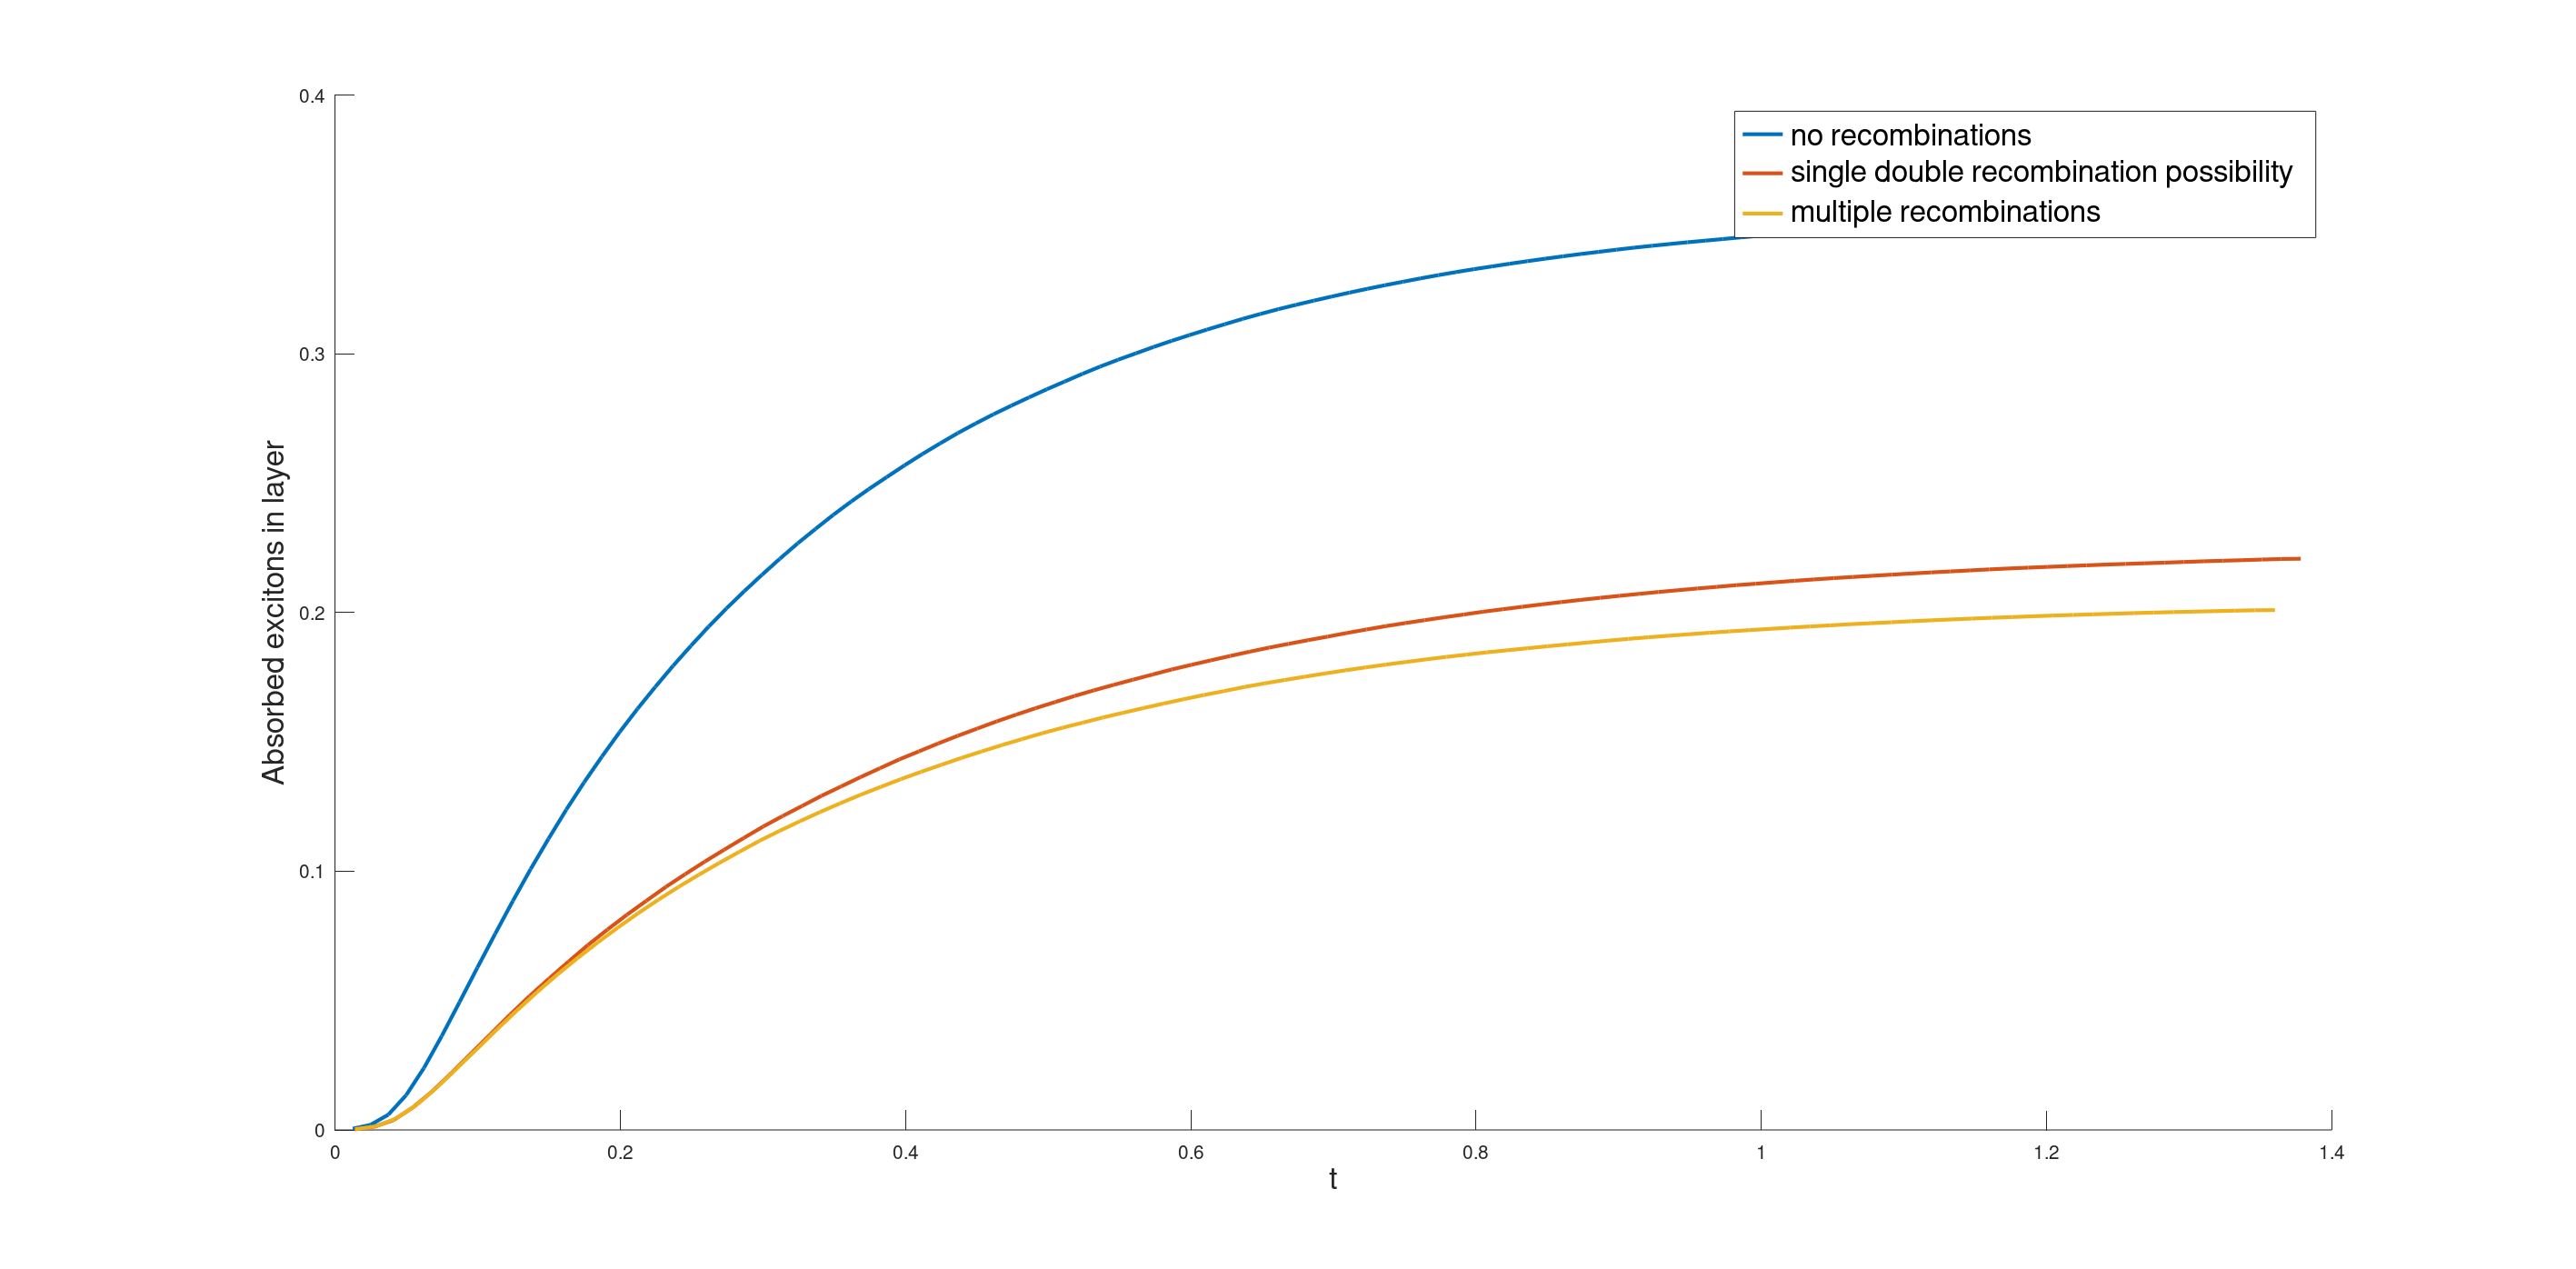 0.4
0.3
0.2
0.1
0
Absorbed excitons in layer
no recombinations
single double recombination possibility
multiple recombinations
0 0.2 0.4 0.6 0.8 1 1.2 1.4
t